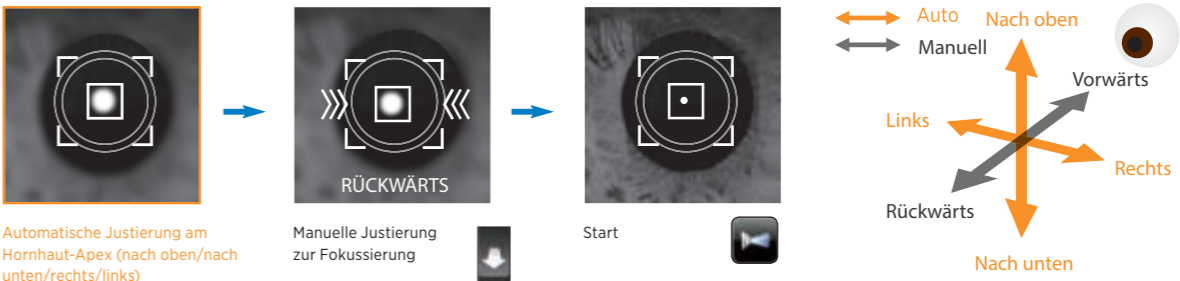 RÜCKWÄRTS
Automatische Justierung am
Hornhaut-Apex (nach oben/nach
unten/rechts/links)
Manuelle Justierung
zur Fokussierung
Start
Auto
Manuell
Nach oben
Vorwärts
Links
Rechts
Rückwärts
Nach unten